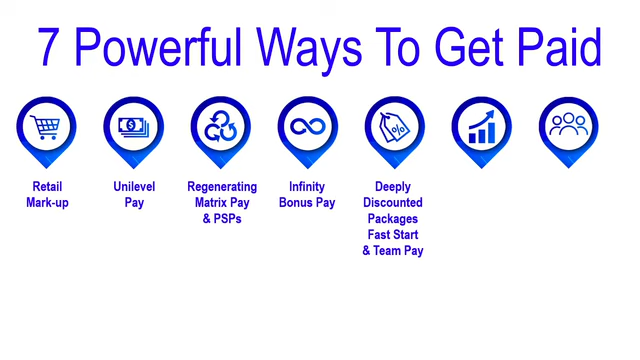 7 Powerful Ways To Get Paid
Retail
Mark-up
Unilevel
Pay
Regenerating
Matrix Pay
& PSPs
Infinity
Bonus Pay
Deeply
Discounted
Packages
Fast Start
& Team Pay